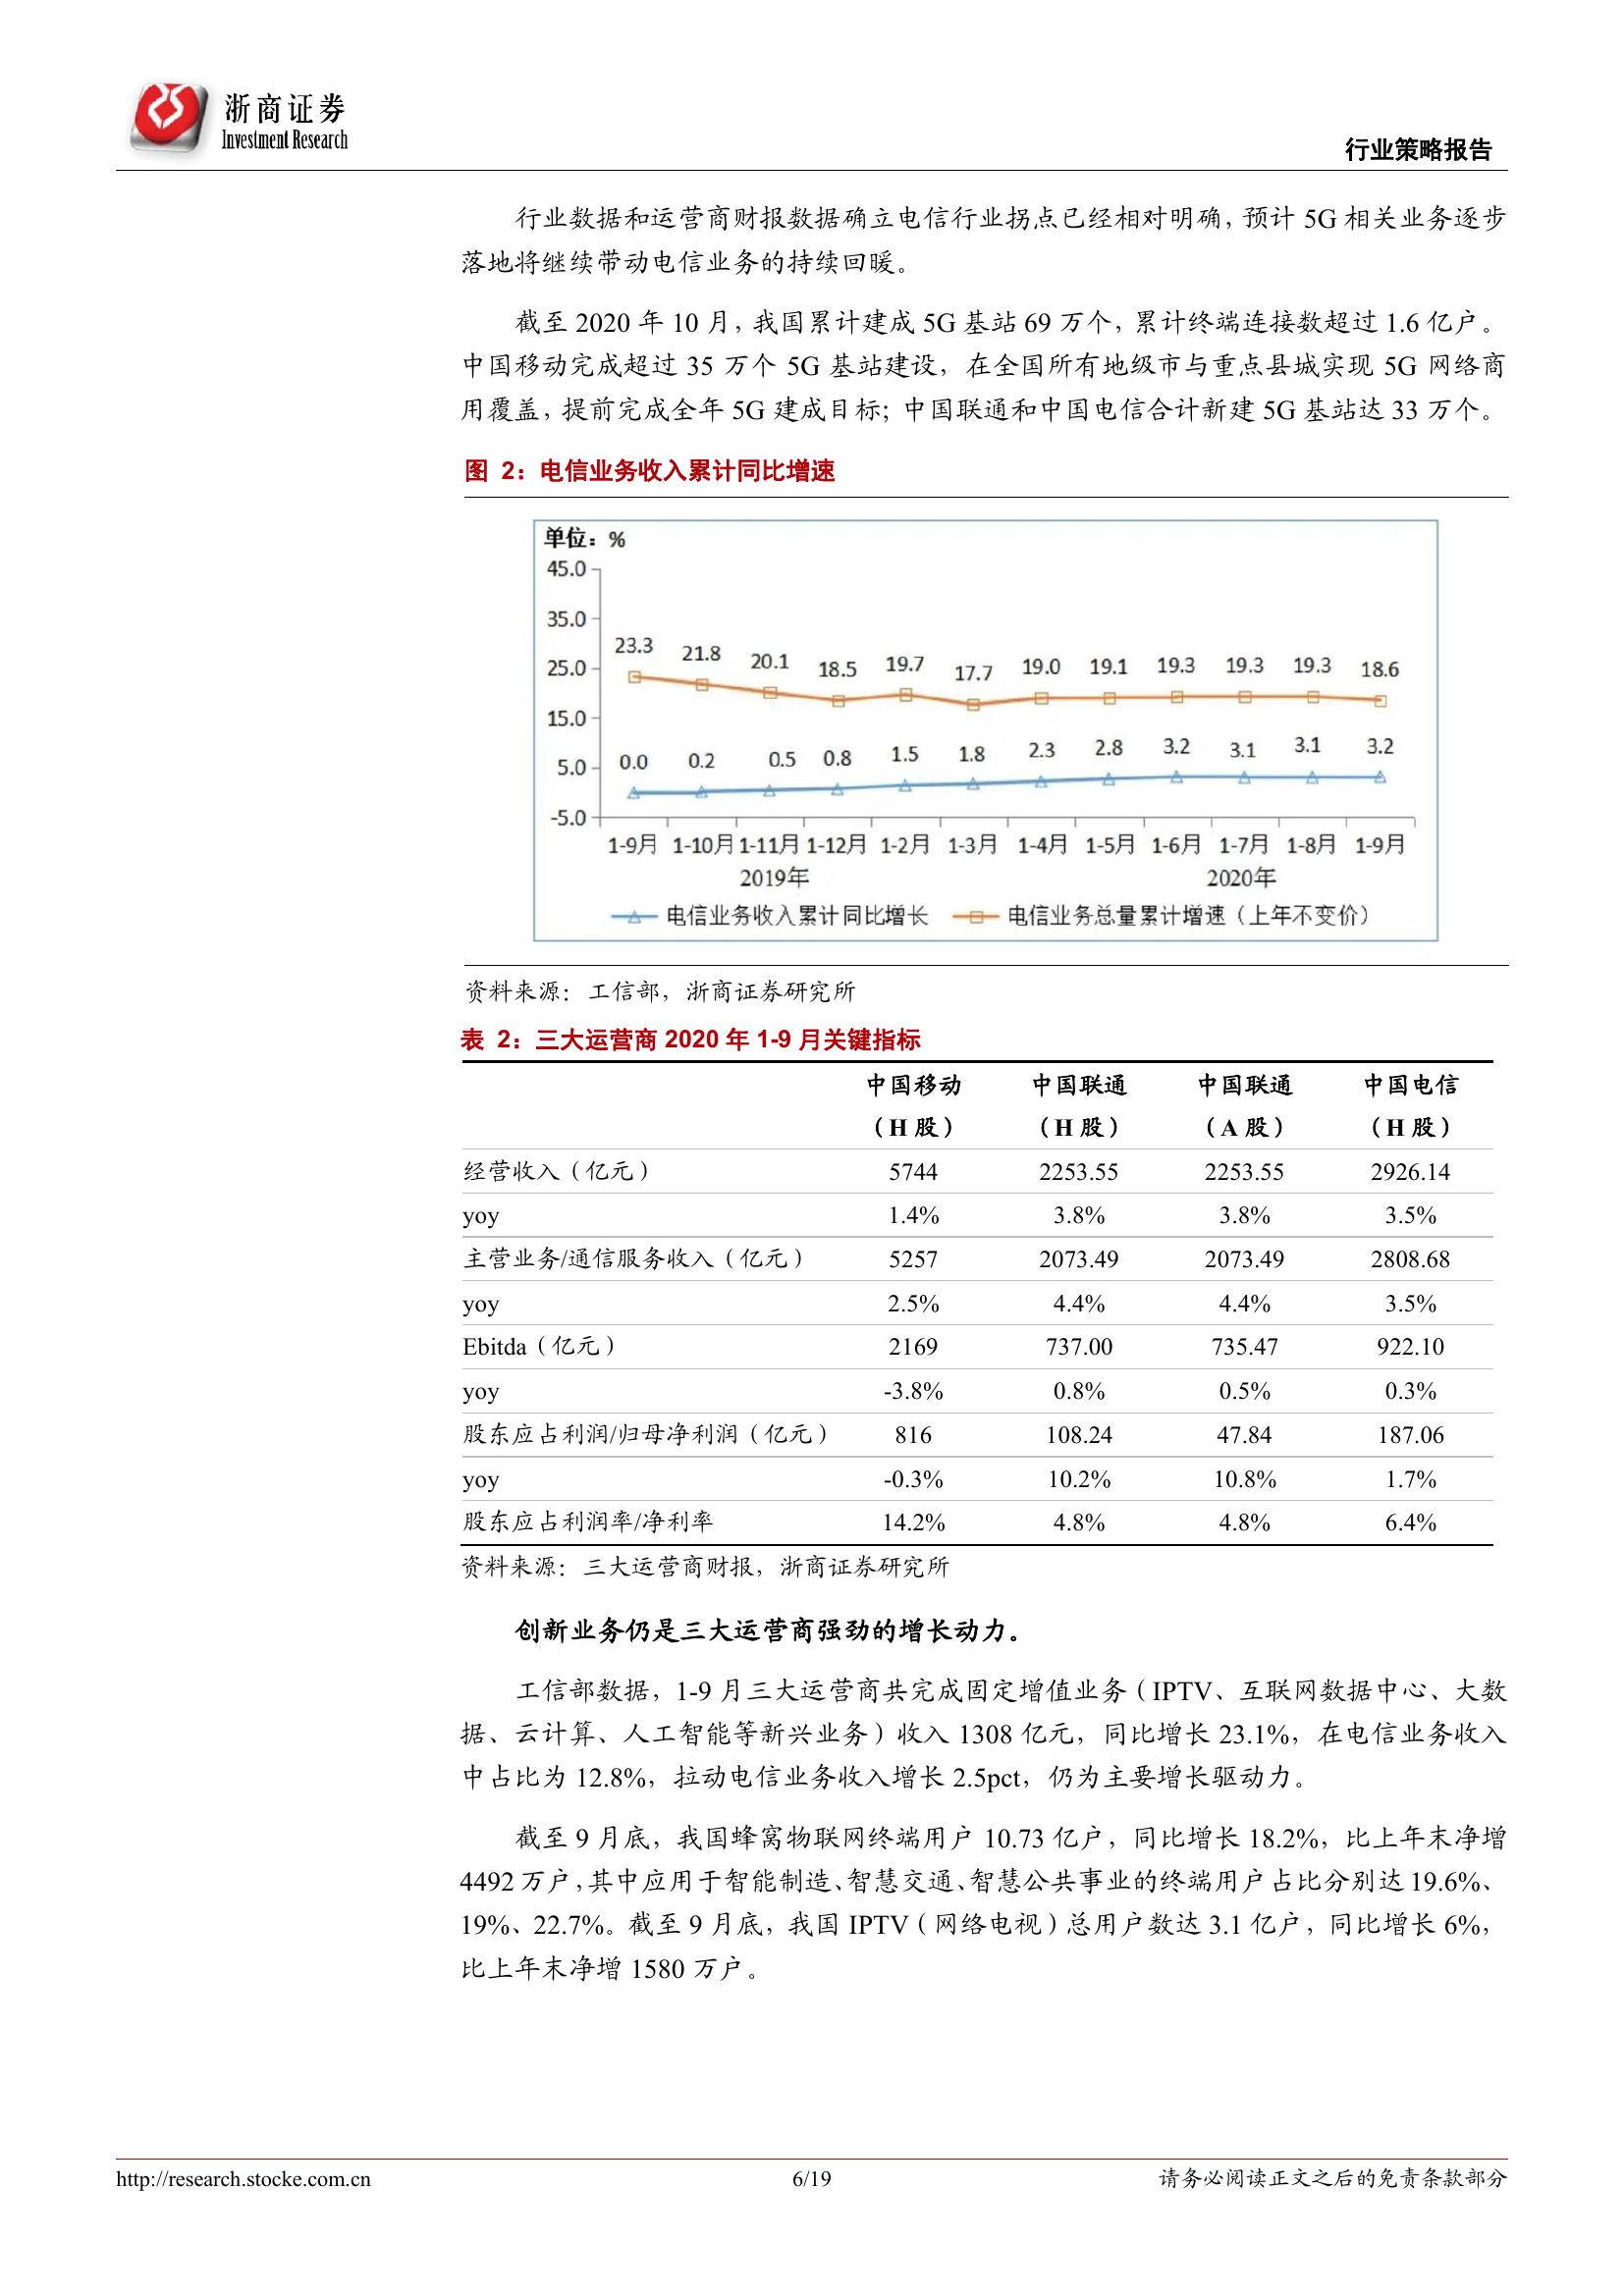 浙商证券
Investment Research
行业策略报告
行业数据和运营商财报数据确立电信行业拐点已经相对明确，预计 5G 相关业务逐步
落地将继续带动电信业务的持续回暖。
截至 2020 年 10 月，我国累计建成 5G 基站 69 万个，累计终端连接数超过 1.6 亿户。
中国移动完成超过 35 万个 5G 基站建设，在全国所有地级市与重点县城实现 5G 网络商
用覆盖，提前完成全年 5G 建成目标；中国联通和中国电信合计新建 5G 基站达 33 万个。
图 2：电信业务收入累计同比增速
单位：%
45.0
35.0
25.0
15.0
5.0
-5.0
23.3 21.8 20.1 18.5 19.7 17.7 19.0 19.1 19.3 19.3 19.3 18.6
0.0 0.2 0.5 0.8 1.5 1.8 2.3 2.8 3.2 3.1 3.1 3.2
1-9月 1-10月 1-11月 1-12月 1-2月 1-3月 1-4月 1-5月 1-6月 1-7月 1-8月 1-9月
2019年 2020年
电信业务收入累计同比增长 电信业务总量累计增速（上年不变价）
资料来源：工信部，浙商证券研究所
表 2：三大运营商 2020 年 1-9 月关键指标
中国移动 中国联通 中国联通 中国电信
（H 股） （H 股） （A 股） （H 股）
经营收入（亿元） 5744 2253.55 2253.55 2926.14
yoy 1.4% 3.8% 3.8% 3.5%
主营业务/通信服务收入（亿元） 5257 2073.49 2073.49 2808.68
yoy 2.5% 4.4% 4.4% 3.5%
Ebitda（亿元） 2169 737.00 735.47 922.10
yoy -3.8% 0.8% 0.5% 0.3%
股东应占利润/归母净利润（亿元） 816 108.24 47.84 187.06
yoy -0.3% 10.2% 10.8% 1.7%
股东应占利润率/净利率 14.2% 4.8% 4.8% 6.4%
资料来源：三大运营商财报，浙商证券研究所
创新业务仍是三大运营商强劲的增长动力。
工信部数据，1-9 月三大运营商共完成固定增值业务（IPTV、互联网数据中心、大数
据、云计算、人工智能等新兴业务）收入 1308 亿元，同比增长 23.1%，在电信业务收入
中占比为 12.8%，拉动电信业务收入增长 2.5pct，仍为主要增长驱动力。
截至 9 月底，我国蜂窝物联网终端用户 10.73 亿户，同比增长 18.2%，比上年末净增
4492 万户，其中应用于智能制造、智慧交通、智慧公共事业的终端用户占比分别达 19.6%、
19%、22.7%。截至 9 月底，我国 IPTV（网络电视）总用户数达 3.1 亿户，同比增长 6%，
比上年末净增 1580 万户。
http://research.stocke.com.cn 6/19 请务必阅读正文之后的免责条款部分